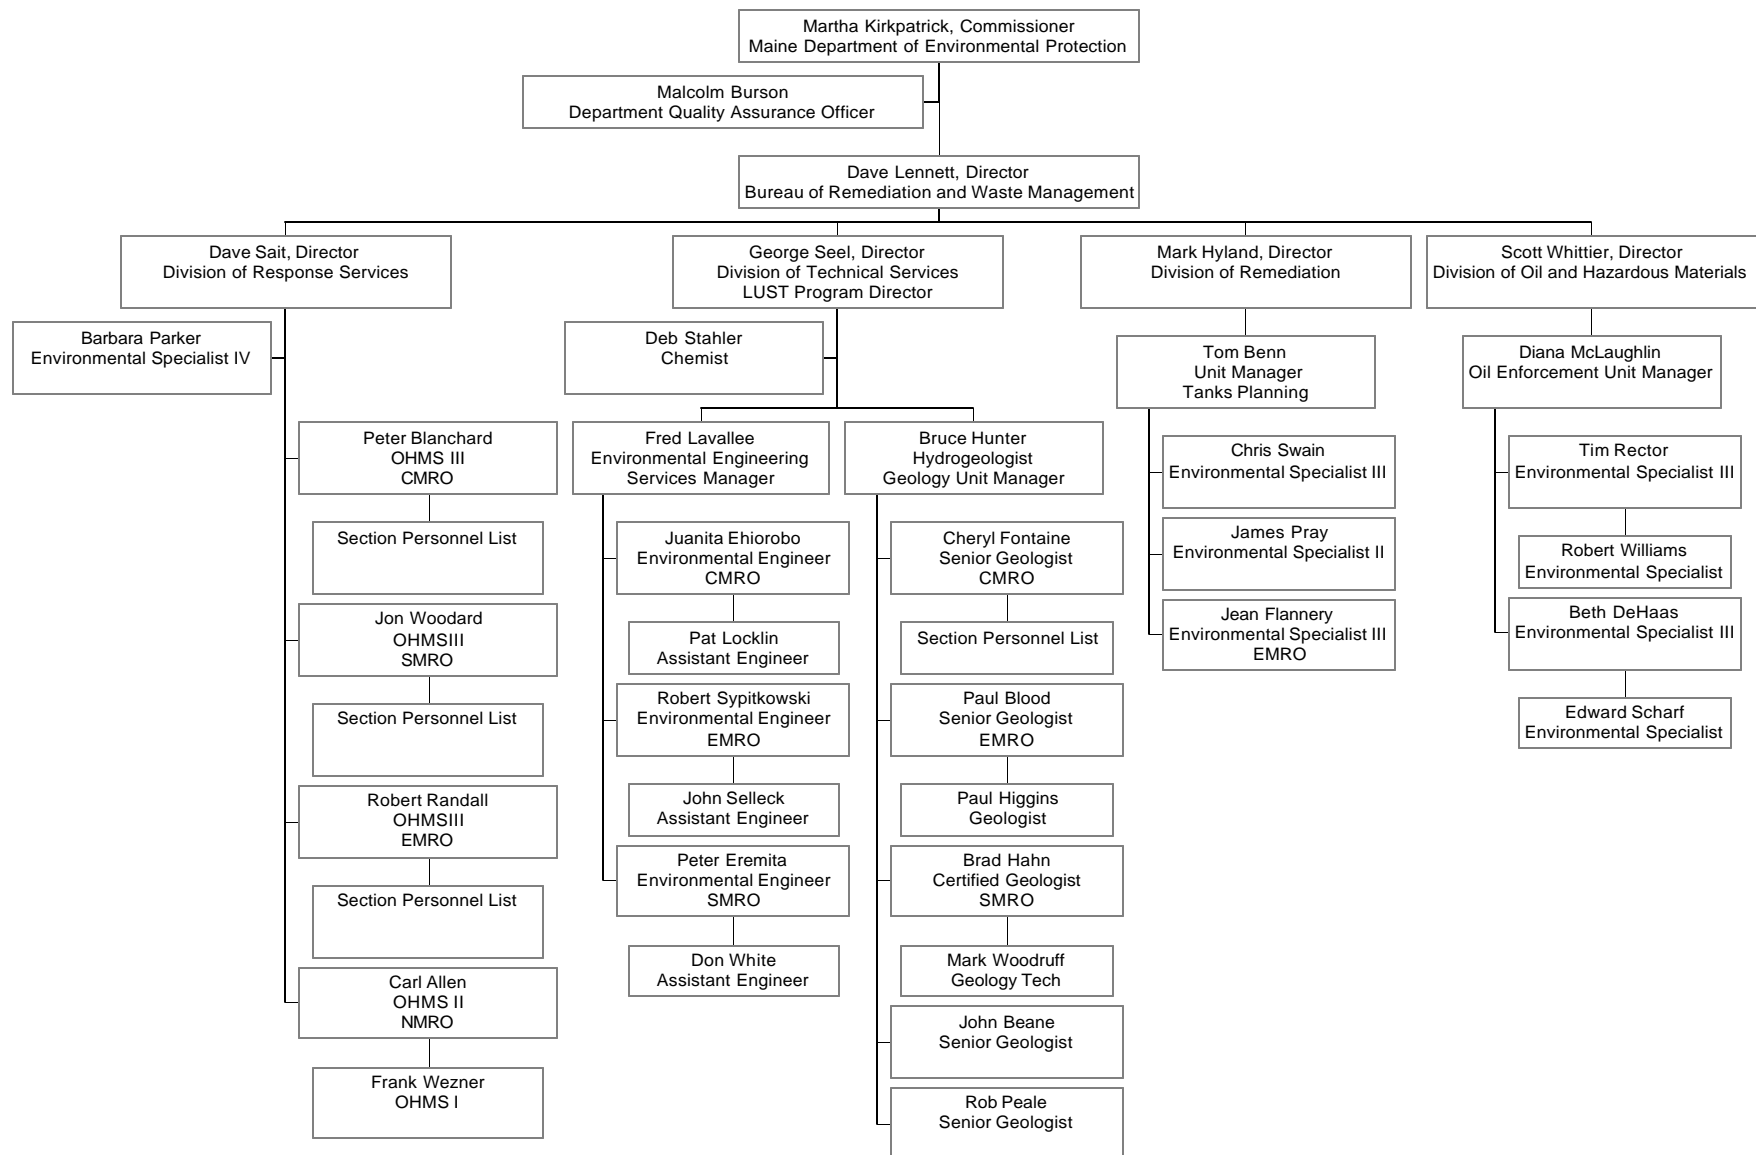 Martha Kirkpatrick, Commissioner
Maine Department of Environmental Protection
Malcolm Burson
Department Quality Assurance Officer
Dave Lennett, Director
Bureau of Remediation and Waste Management
Dave Sait, Director
Division of Response Services
Barbara Parker
Environmental Specialist IV
Peter Blanchard
OHMS III
CMRO
Section Personnel List
Jon Woodard
OHMSIII
SMRO
Section Personnel List
Robert Randall
OHMSIII
EMRO
Section Personnel List
Carl Allen
OHMS II
NMRO
Frank Wezner
OHMS I
George Seel, Director
Division of Technical Services
LUST Program Director
Deb Stahler
Chemist
Fred Lavallee
Environmental Engineering
Services Manager
Juanita Ehiorobo
Environmental Engineer
CMRO
Pat Locklin
Assistant Engineer
Robert Sypitkowski
Environmental Engineer
EMRO
John Selleck
Assistant Engineer
Peter Eremita
Environmental Engineer
SMRO
Don White
Assistant Engineer
Bruce Hunter
Hydrogeologist
Geology Unit Manager
Cheryl Fontaine
Senior Geologist
CMRO
Section Personnel List
Paul Blood
Senior Geologist
EMRO
Paul Higgins
Geologist
Brad Hahn
Certified Geologist
SMRO
Mark Woodruff
Geology Tech
John Beane
Senior Geologist
Rob Peale
Senior Geologist
Mark Hyland, Director
Division of Remediation
Tom Benn
Unit Manager
Tanks Planning
Chris Swain
Environmental Specialist III
James Pray
Environmental Specialist II
Jean Flannery
Environmental Specialist III
EMRO
Scott Whittier, Director
Division of Oil and Hazardous Materials
Diana McLaughlin
Oil Enforcement Unit Manager
Tim Rector
Environmental Specialist III
Robert Williams
Environmental Specialist
Beth DeHaas
Environmental Specialist III
Edward Scharf
Environmental Specialist